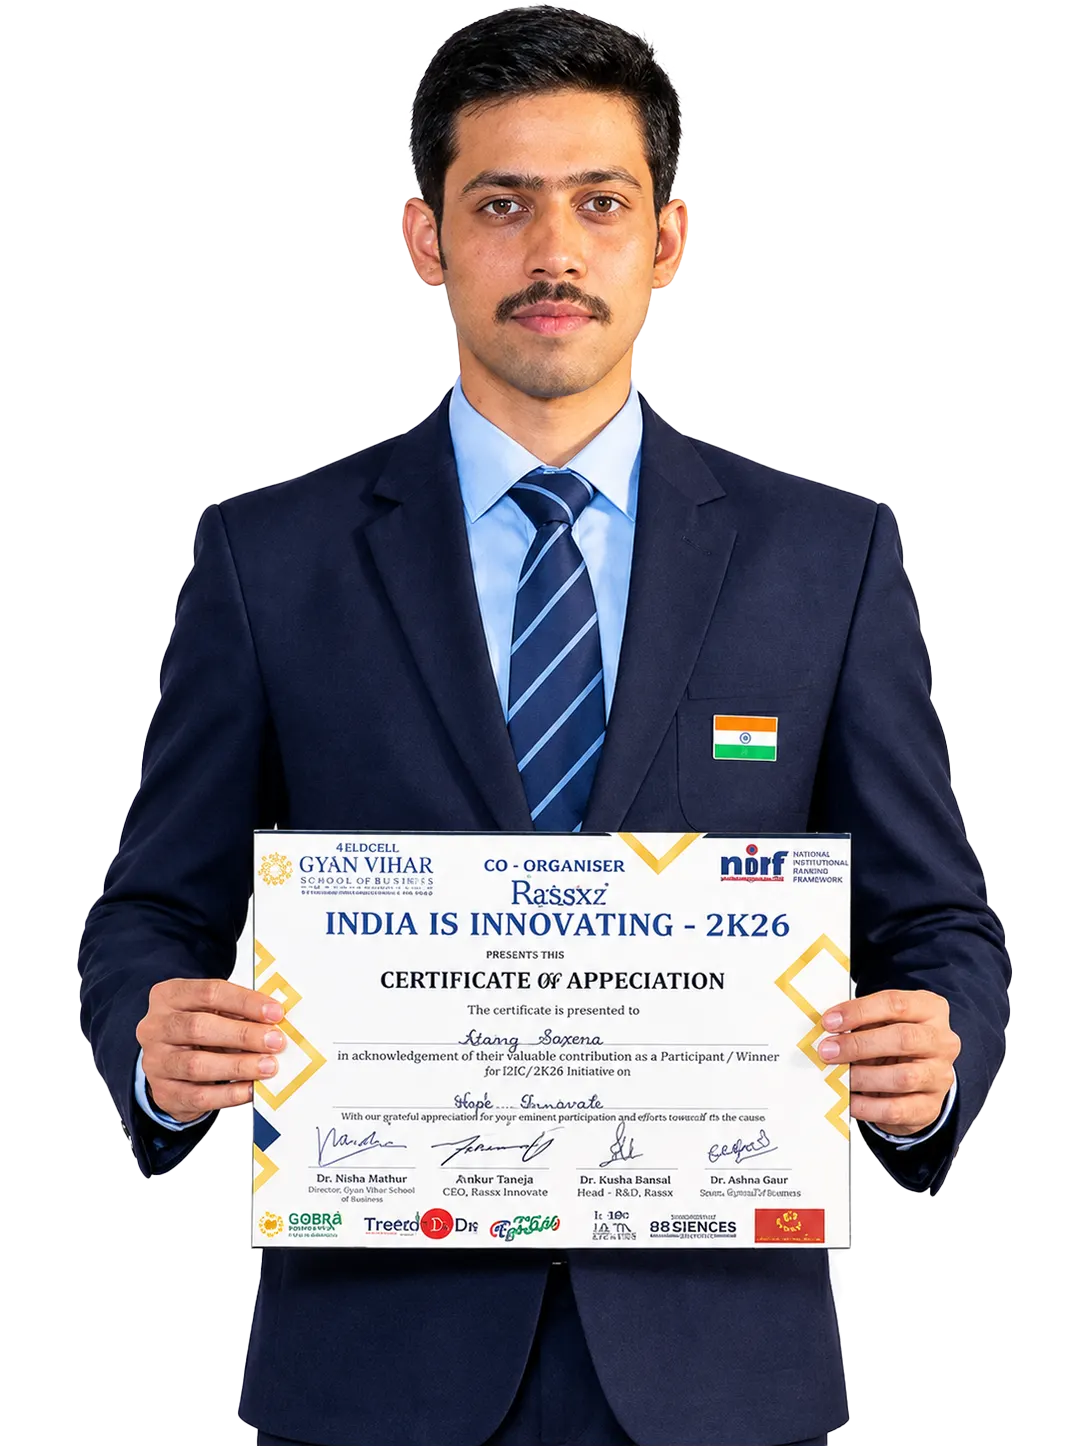 4ELDCELL
GYAN VIHAR
SCHOOL OF BUSINESS
CO - ORGANISER
Rassxz
nirf
NATIONAL
INSTITUTIONAL
RANKING
FRAMEWORK
INDIA IS INNOVATING - 2K26
PRESENTS THIS
CERTIFICATE OF APPECIATION
The certificate is presented to
Atang Saxena
in acknowledgement of their valuable contribution as a Participant / Winner
for I2IC/2K26 Initiative on
Hope... Innovate
With our grateful appreciation for your eminent participation and efforts the cause
Dr. Nisha Mathur
Director, Gyan Vihar School
of Business
Ankur Taneja
CEO, Rassx Innovate
Dr. Kusha Bansal
Head - R&D, Rassx
Dr. Ashna Gaur
GOBRA
Treerd D. Dis
88SIENCES